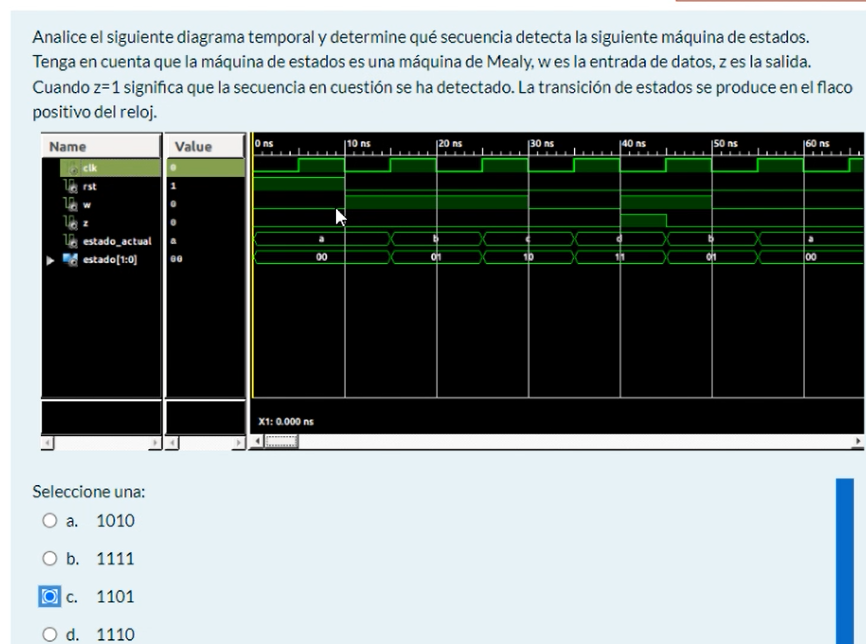 Analice el siguiente diagrama temporal y determine qué secuencia detecta la siguiente máquina de estados.
Tenga en cuenta que la máquina de estados es una máquina de Mealy, w es la entrada de datos, z es la salida.
Cuando z=1 significa que la secuencia en cuestión se ha detectado. La transición de estados se produce en el flaco
positivo del reloj.
Name Value 0 ns 10 ns 20 ns 30 ns 40 ns 50 ns 60 ns
clk 0
rst 1
w 0
z 0
estado_actual a a b c d b a
estado[1:0] 00 00 01 10 11 01 00
X1: 0.000 ns
Seleccione una:
a. 1010
b. 1111
c. 1101
d. 1110